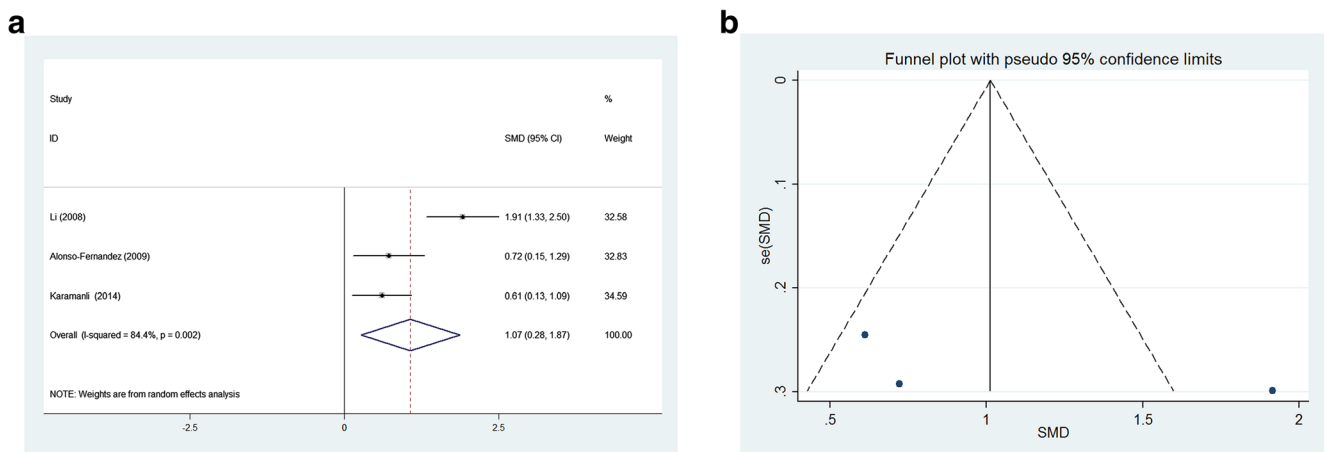 a
Study %
ID SMD (95% CI) Weight
Li (2008) 1.91 (1.33, 2.50) 32.58
Alonso-Fernandez (2009) 0.72 (0.15, 1.29) 32.83
Karamanli (2014) 0.61 (0.13, 1.09) 34.59
Overall (I-squared = 84.4%, p = 0.002) 1.07 (0.28, 1.87) 100.00
NOTE: Weights are from random effects analysis
-2.5 0 2.5
b
Funnel plot with pseudo 95% confidence limits
0
.1
.2
.3
se(SMD)
.5 1 1.5 2
SMD